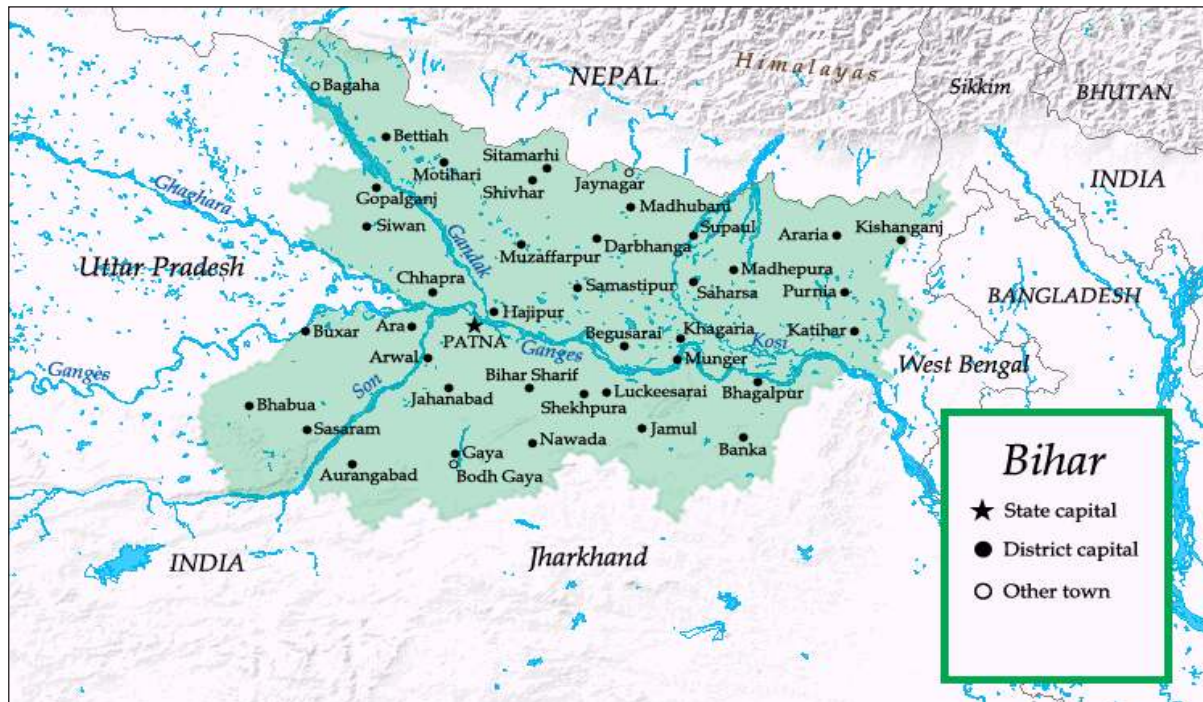 NEPAL
Himalayas
Sikkim
BHUTAN
Bagaha
Bettiah
Motihari
Sitamarhi
Shivhar
Jaynagar
INDIA
Ghaghara
Gopalganj
Madhubani
Siwan
Gandak
Muzaffarpur
Darbhanga
Supaul
Araria
Kishanganj
Uttar Pradesh
Chhapra
Samastipur
Madhepura
Saharsa
Purnia
BANGLADESH
Buxar
Ara
PATNA
Hajipur
Begusarai
Khagaria
Kosi
Katihar
Ganges
Arwal
Ganges
Munger
West Bengal
Son
Jahanabad
Bihar Sharif
Shekhpura
Luckeesarai
Bhagalpur
Bhabua
Sasaram
Gaya
Nawada
Jamul
Banka
Aurangabad
Bodh Gaya
INDIA
Jharkhand
Bihar
State capital
District capital
Other town